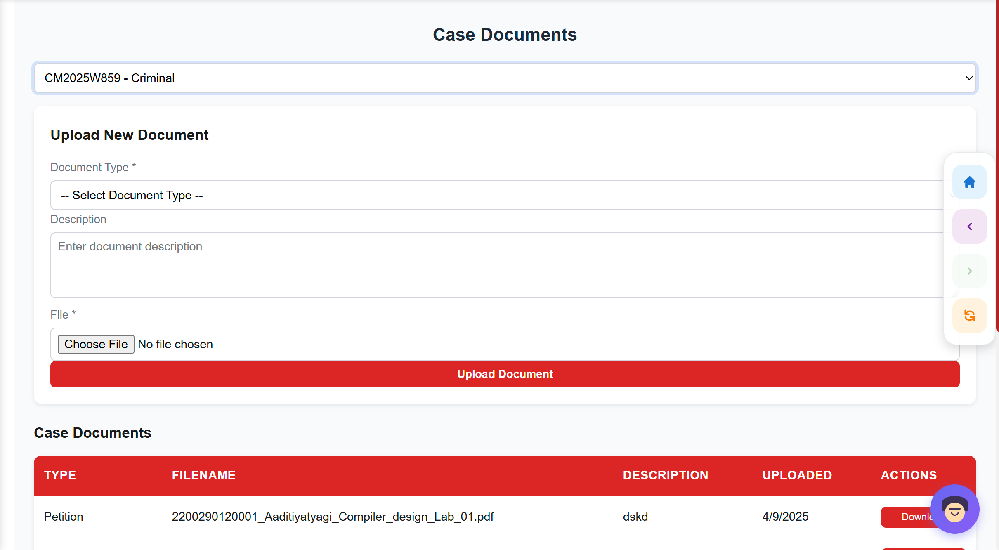 Case Documents
CM2025W859 - Criminal
Upload New Document
Document Type *
-- Select Document Type --
Description
Enter document description
File *
Choose File No file chosen
Upload Document
Case Documents
TYPE FILENAME DESCRIPTION UPLOADED ACTIONS
Petition 2200290120001_Aaditiyatyagi_Compiler_design_Lab_01.pdf dskd 4/9/2025